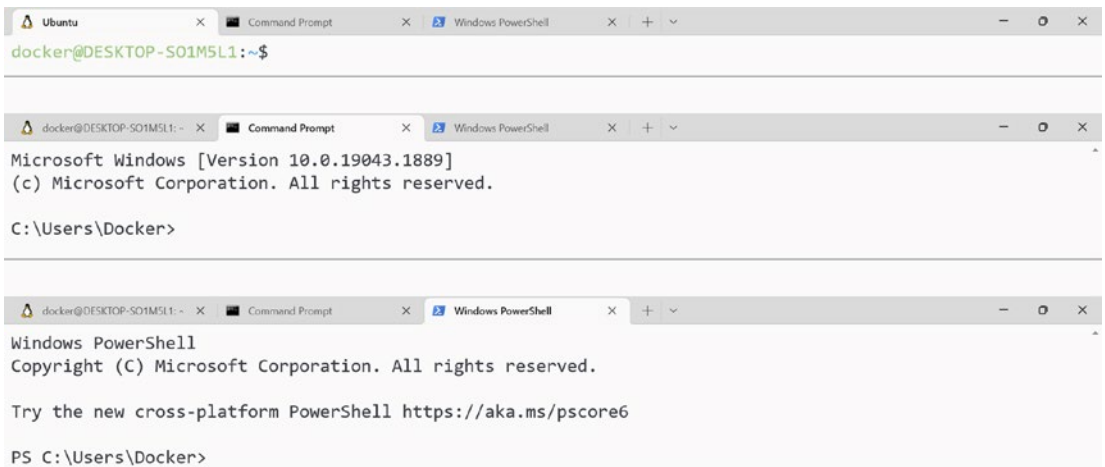 Ubuntu Command Prompt Windows PowerShell
docker@DESKTOP-SO1M5L1:~$
docker@DESKTOP-SO1M5L1: ~ Command Prompt Windows PowerShell
Microsoft Windows [Version 10.0.19043.1889]
(c) Microsoft Corporation. All rights reserved.
C:\Users\Docker>
docker@DESKTOP-SO1M5L1: ~ Command Prompt Windows PowerShell
Windows PowerShell
Copyright (C) Microsoft Corporation. All rights reserved.
Try the new cross-platform PowerShell https://aka.ms/pscore6
PS C:\Users\Docker>